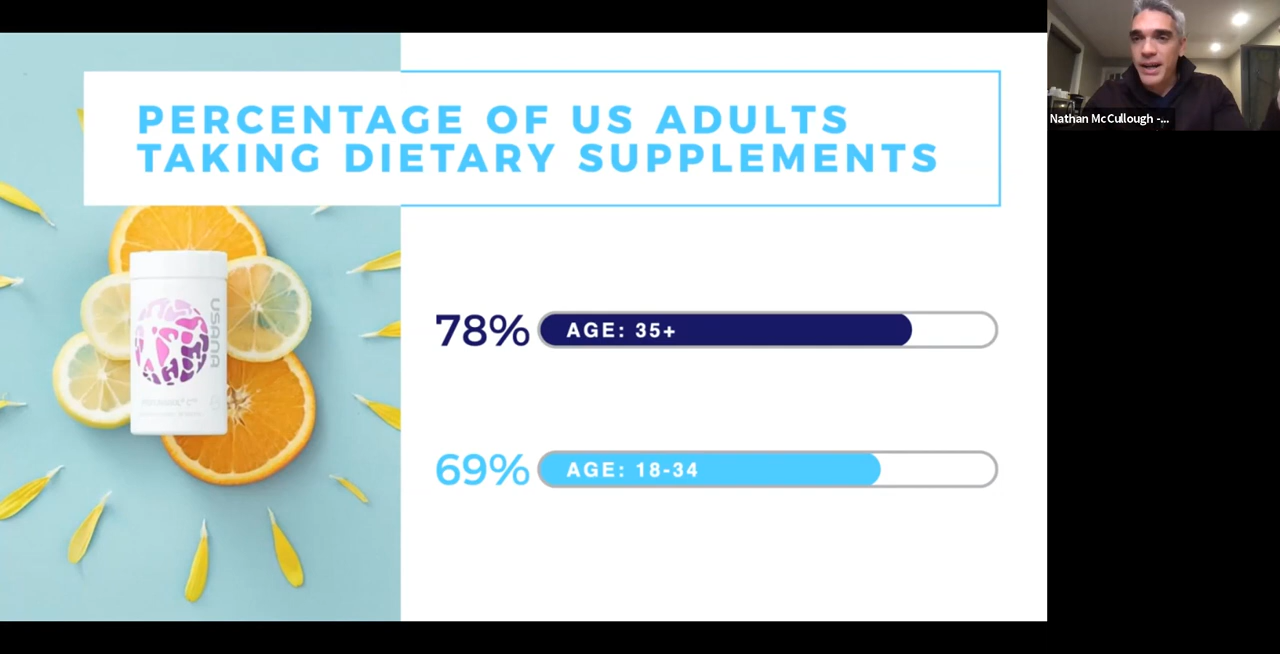 PERCENTAGE OF US ADULTS
TAKING DIETARY SUPPLEMENTS
78% AGE: 35+
69% AGE: 18-34
USANA
Nathan McCullough -...